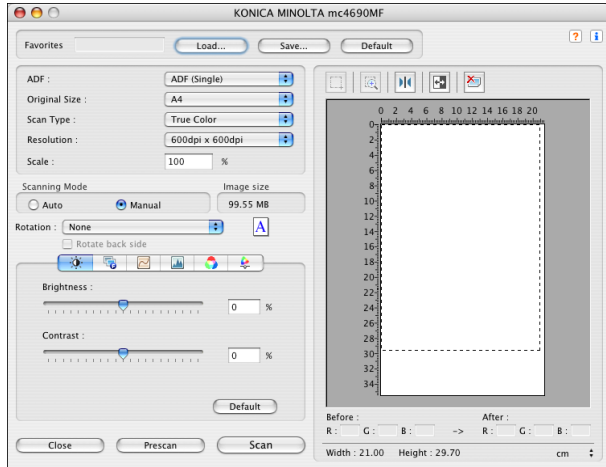 KONICA MINOLTA mc4690MF
Favorites Load... Save... Default
? i
ADF : ADF (Single)
Original Size : A4
Scan Type : True Color
Resolution : 600dpi x 600dpi
Scale : 100 %
Scanning Mode Image size
Auto Manual 99.55 MB
Rotation : None A
Rotate back side
Brightness :
0 %
Contrast :
0 %
Default
Close Prescan Scan
0 2 4 6 8 10 12 14 16 18 20
0
2
4
6
8
10
12
14
16
18
20
22
24
26
28
30
32
34
Before : After :
R : G : B : -> R : G : B :
Width : 21.00 Height : 29.70 cm